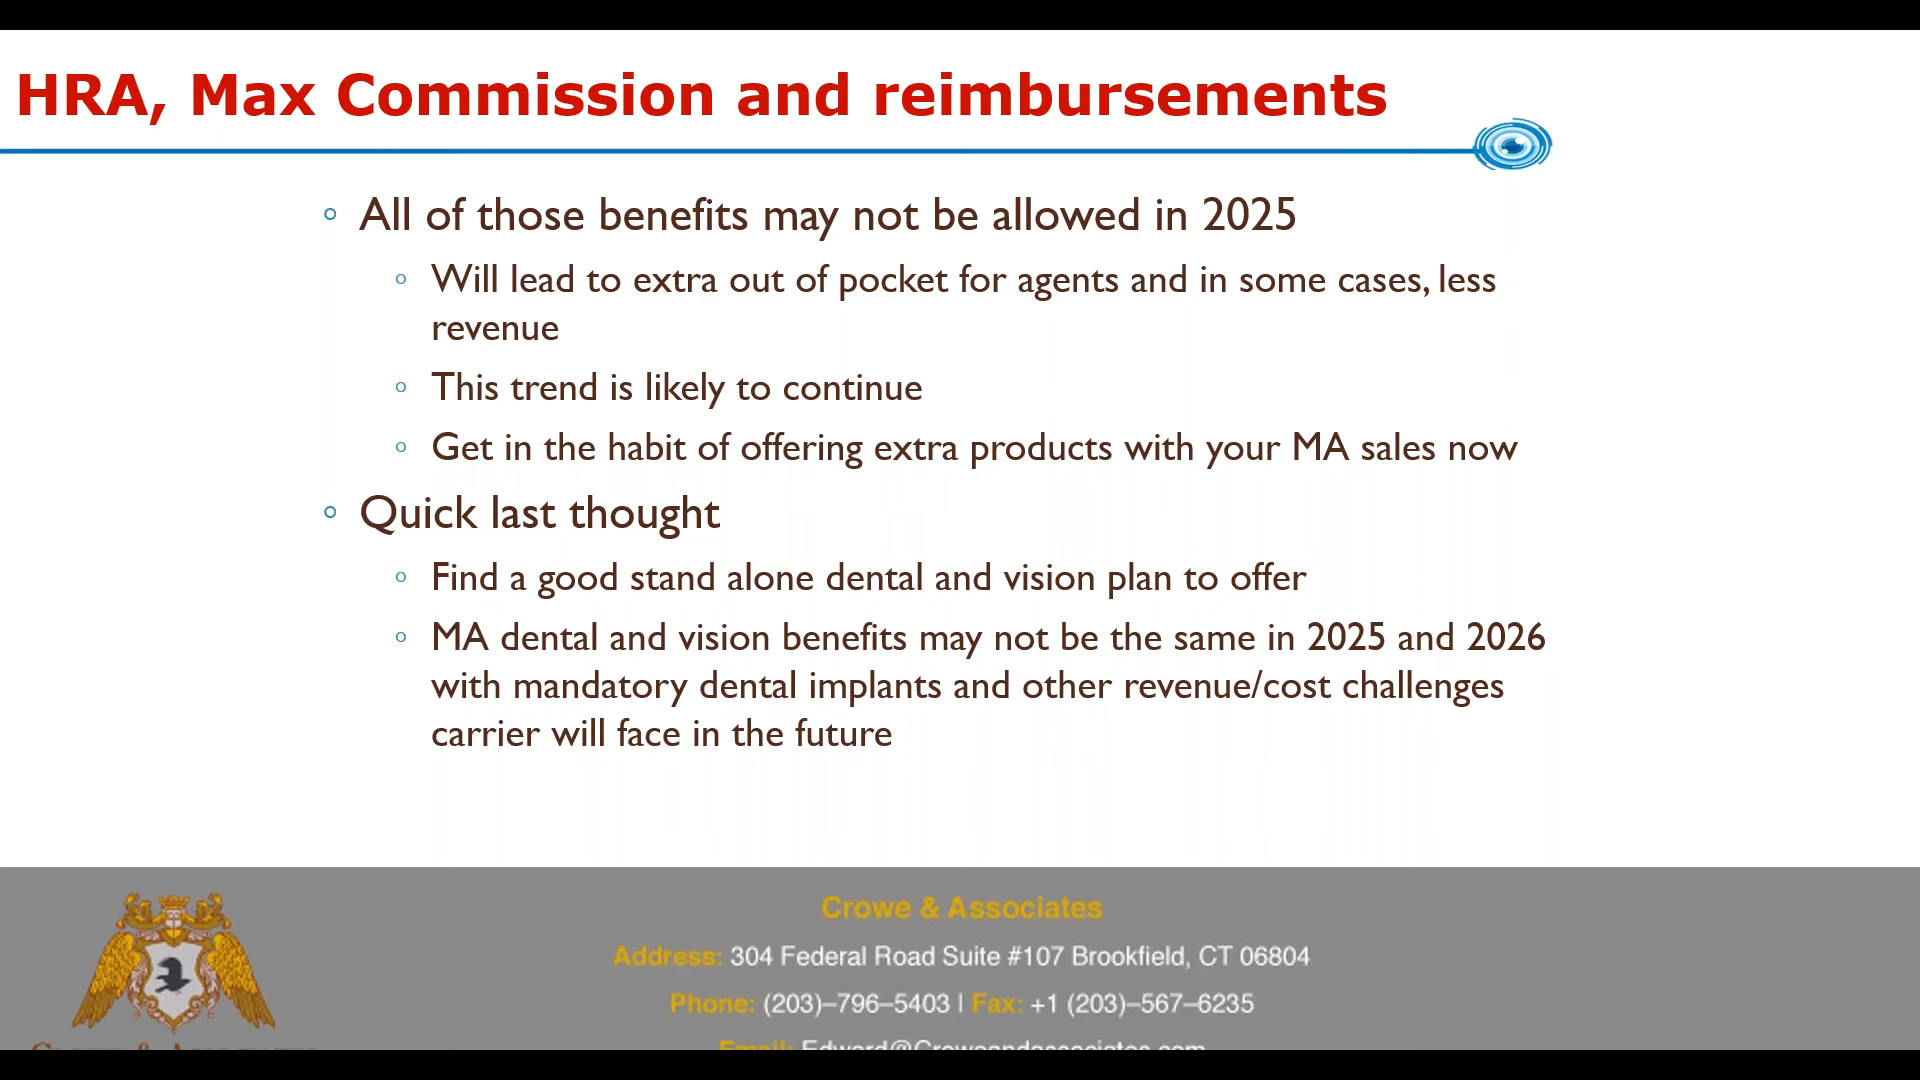 HRA, Max Commission and reimbursements
All of those benefits may not be allowed in 2025
Will lead to extra out of pocket for agents and in some cases, less
revenue
This trend is likely to continue
Get in the habit of offering extra products with your MA sales now
Quick last thought
Find a good stand alone dental and vision plan to offer
MA dental and vision benefits may not be the same in 2025 and 2026
with mandatory dental implants and other revenue/cost challenges
carrier will face in the future
Crowe & Associates
Address: 304 Federal Road Suite #107 Brookfield, CT 06804
Phone: (203)–796–5403 | Fax: +1 (203)–567–6235
Email: Edward@Croweandassociates.com